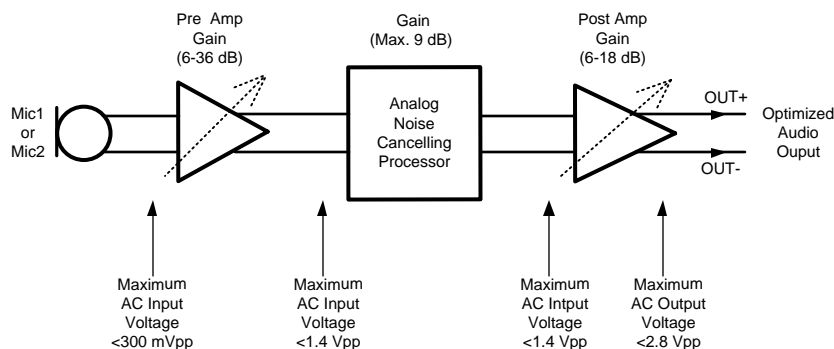 Pre Amp
Gain
(6-36 dB)
Gain
(Max. 9 dB)
Post Amp
Gain
(6-18 dB)
Mic1
or
Mic2
Analog
Noise
Cancelling
Processor
OUT+
OUT-
Optimized
Audio
Ouput
Maximum
AC Input
Voltage
<300 mVpp
Maximum
AC Input
Voltage
<1.4 Vpp
Maximum
AC Intput
Voltage
<1.4 Vpp
Maximum
AC Output
Voltage
<2.8 Vpp